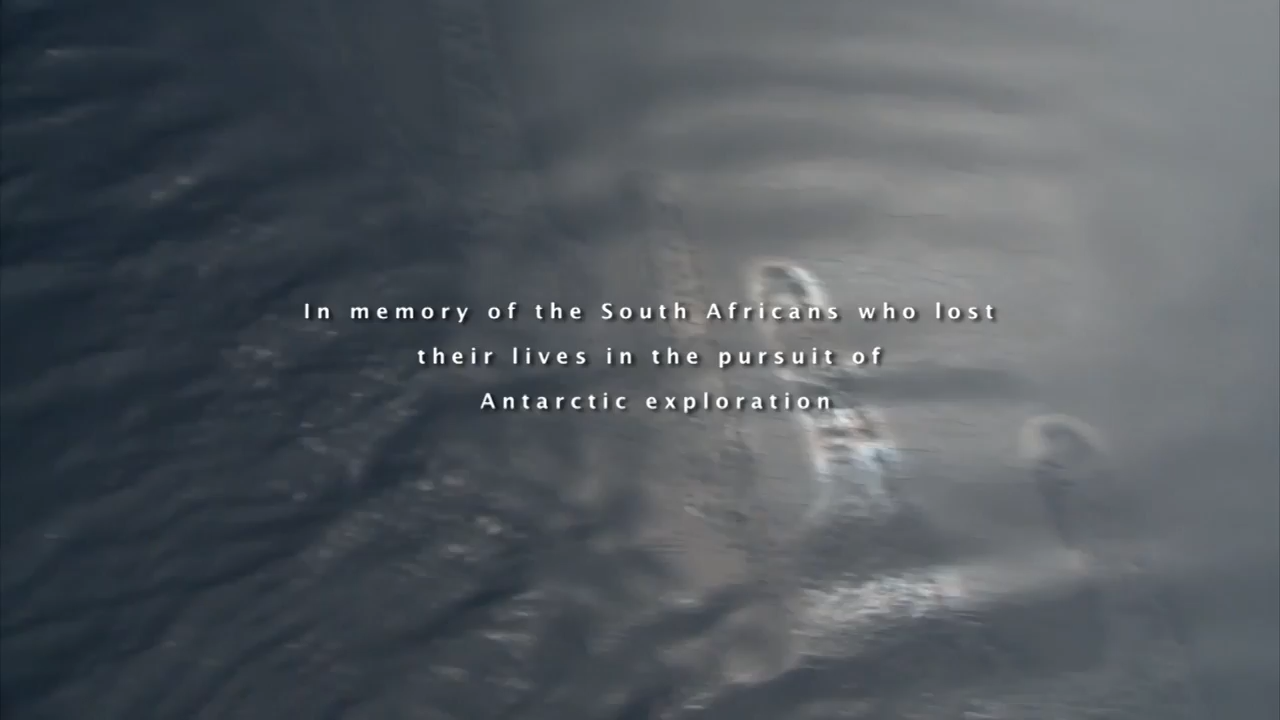 In memory of the South Africans who lost
their lives in the pursuit of
Antarctic exploration